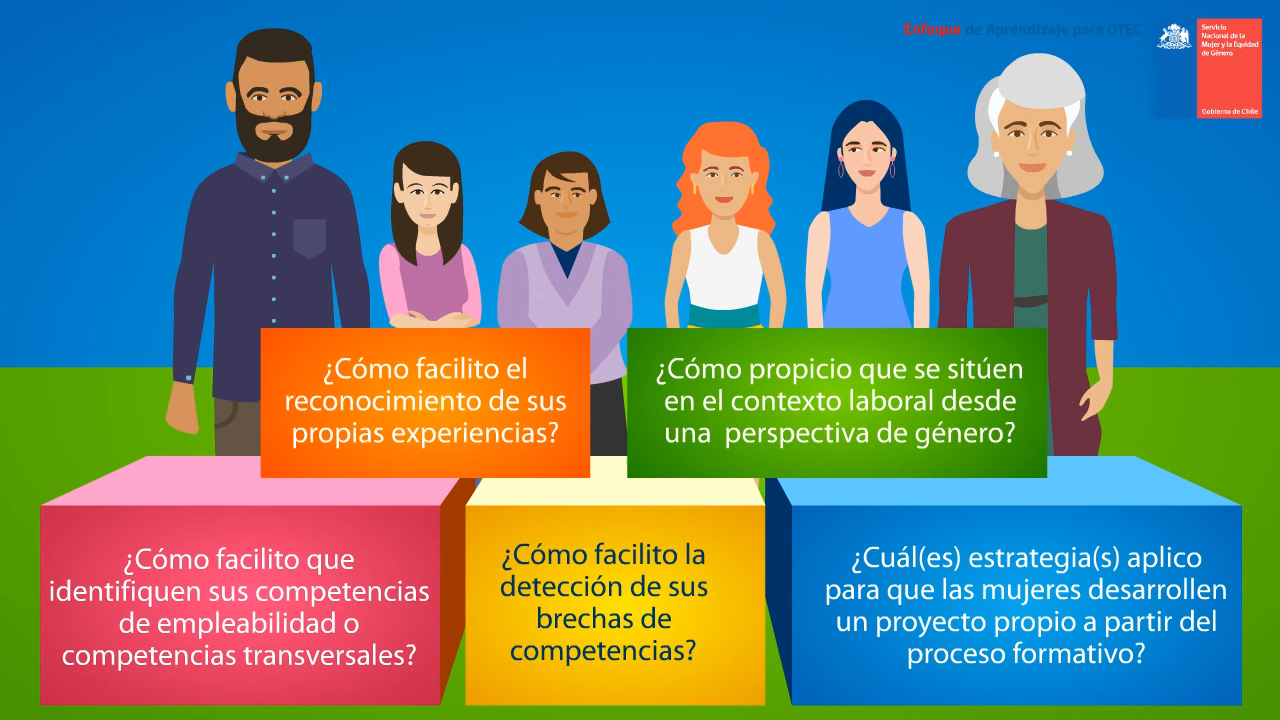 Enfoque de Aprendizaje para OTEC
Servicio
Nacional de la
Mujer y la Equidad
de Género
Gobierno de Chile
¿Cómo facilito el
reconocimiento de sus
propias experiencias?
¿Cómo propicio que se sitúen
en el contexto laboral desde
una perspectiva de género?
¿Cómo facilito que
identifiquen sus competencias
de empleabilidad o
competencias transversales?
¿Cómo facilito la
detección de sus
brechas de
competencias?
¿Cuál(es) estrategia(s) aplico
para que las mujeres desarrollen
un proyecto propio a partir del
proceso formativo?